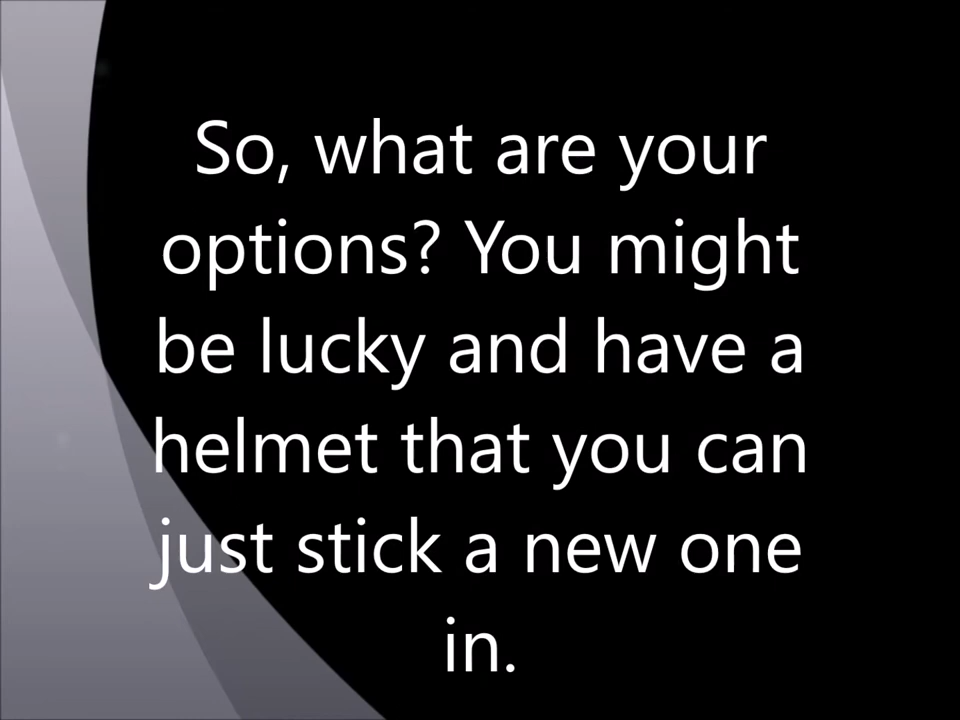 So, what are your
options? You might
be lucky and have a
helmet that you can
just stick a new one
in.